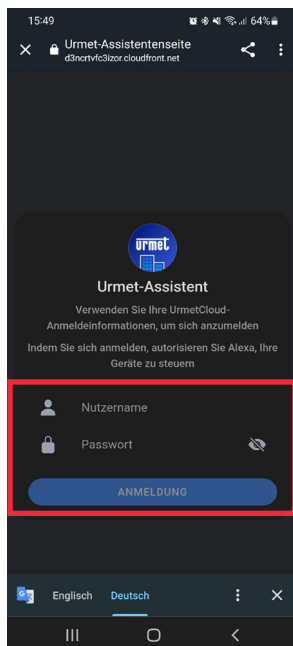 15:49
64%
Urmet-Assistentenseite
d3ncrtvfc3izor.cloudfront.net
urmet
Urmet-Assistent
Verwenden Sie Ihre UrmetCloud-
Anmeldeinformationen, um sich anzumelden
Indem Sie sich anmelden, autorisieren Sie Alexa, Ihre
Geräte zu steuern
Nutzername
Passwort
ANMELDUNG
Englisch Deutsch